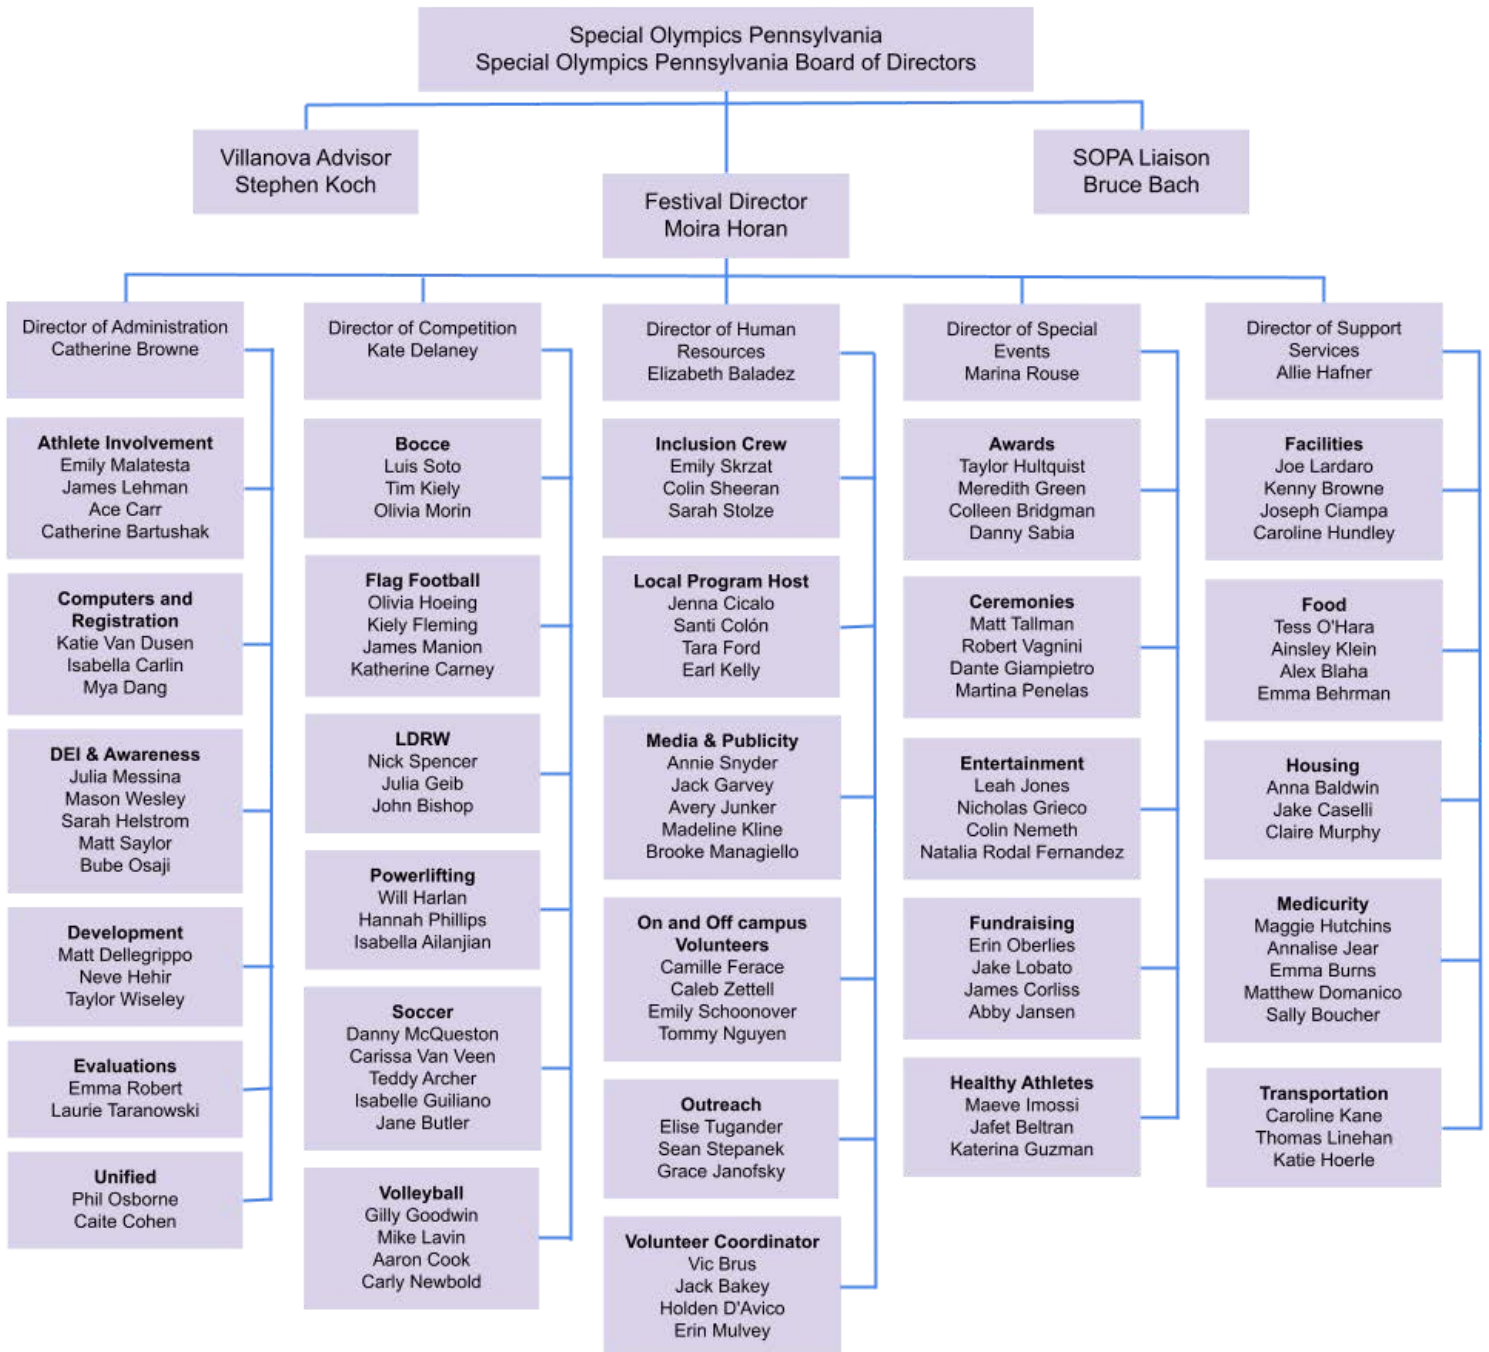 Special Olympics Pennsylvania
Special Olympics Pennsylvania Board of Directors
Villanova Advisor
Stephen Koch
SOPA Liaison
Bruce Bach
Festival Director
Moira Horan
Director of Administration
Catherine Browne
Athlete Involvement
Emily Malatesta
James Lehman
Ace Carr
Catherine Bartushak
Computers and
Registration
Katie Van Dusen
Isabella Carlin
Mya Dang
DEI & Awareness
Julia Messina
Mason Wesley
Sarah Helstrom
Matt Saylor
Bube Osaji
Development
Matt Dellegrippo
Neve Hehir
Taylor Wiseley
Evaluations
Emma Robert
Laurie Taranowski
Unified
Phil Osborne
Caite Cohen
Director of Competition
Kate Delaney
Bocce
Luis Soto
Tim Kiely
Olivia Morin
Flag Football
Olivia Hoeing
Kiely Fleming
James Manion
Katherine Carney
LDRW
Nick Spencer
Julia Geib
John Bishop
Powerlifting
Will Harlan
Hannah Phillips
Isabella Ailanjian
Soccer
Danny McQueston
Carissa Van Veen
Teddy Archer
Isabelle Guiliano
Jane Butler
Volleyball
Gilly Goodwin
Mike Lavin
Aaron Cook
Carly Newbold
Director of Human
Resources
Elizabeth Baladez
Inclusion Crew
Emily Skrzat
Colin Sheeran
Sarah Stolze
Local Program Host
Jenna Cicalo
Santi Colón
Tara Ford
Earl Kelly
Media & Publicity
Annie Snyder
Jack Garvey
Avery Junker
Madeline Kline
Brooke Managiello
On and Off campus
Volunteers
Camille Ferace
Caleb Zettell
Emily Schoonover
Tommy Nguyen
Outreach
Elise Tugander
Sean Stepanek
Grace Janofsky
Volunteer Coordinator
Vic Brus
Jack Bakey
Holden D'Avico
Erin Mulvey
Director of Special
Events
Marina Rouse
Awards
Taylor Hultquist
Meredith Green
Colleen Bridgman
Danny Sabia
Ceremonies
Matt Tallman
Robert Vagnini
Dante Giampietro
Martina Penelas
Entertainment
Leah Jones
Nicholas Grieco
Colin Nemeth
Natalia Rodal Fernandez
Fundraising
Erin Oberlies
Jake Lobato
James Corliss
Abby Jansen
Healthy Athletes
Maeve Imossi
Jafet Beltran
Katerina Guzman
Director of Support
Services
Allie Hafner
Facilities
Joe Lardaro
Kenny Browne
Joseph Ciampa
Caroline Hundley
Food
Tess O'Hara
Ainsley Klein
Alex Blaha
Emma Behrman
Housing
Anna Baldwin
Jake Caselli
Claire Murphy
Medicurity
Maggie Hutchins
Annalise Jear
Emma Burns
Matthew Domanico
Sally Boucher
Transportation
Caroline Kane
Thomas Linehan
Katie Hoerle